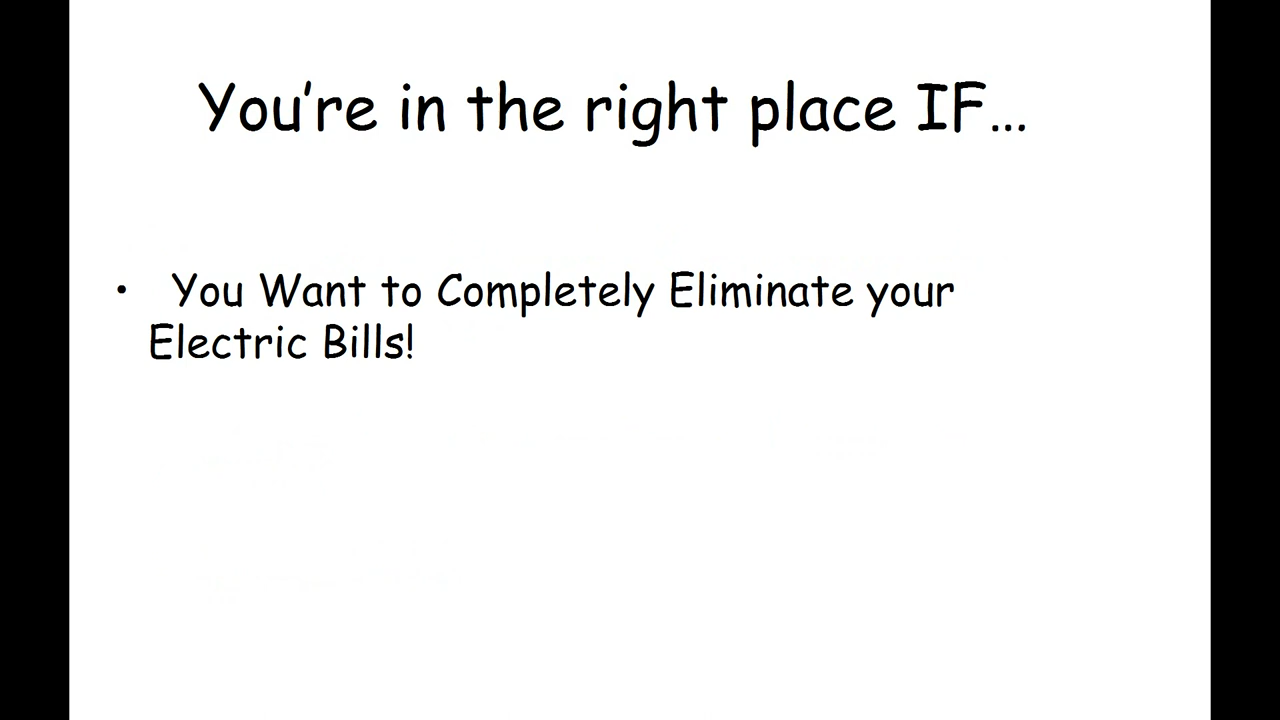 You're in the right place IF...
• You Want to Completely Eliminate your
Electric Bills!